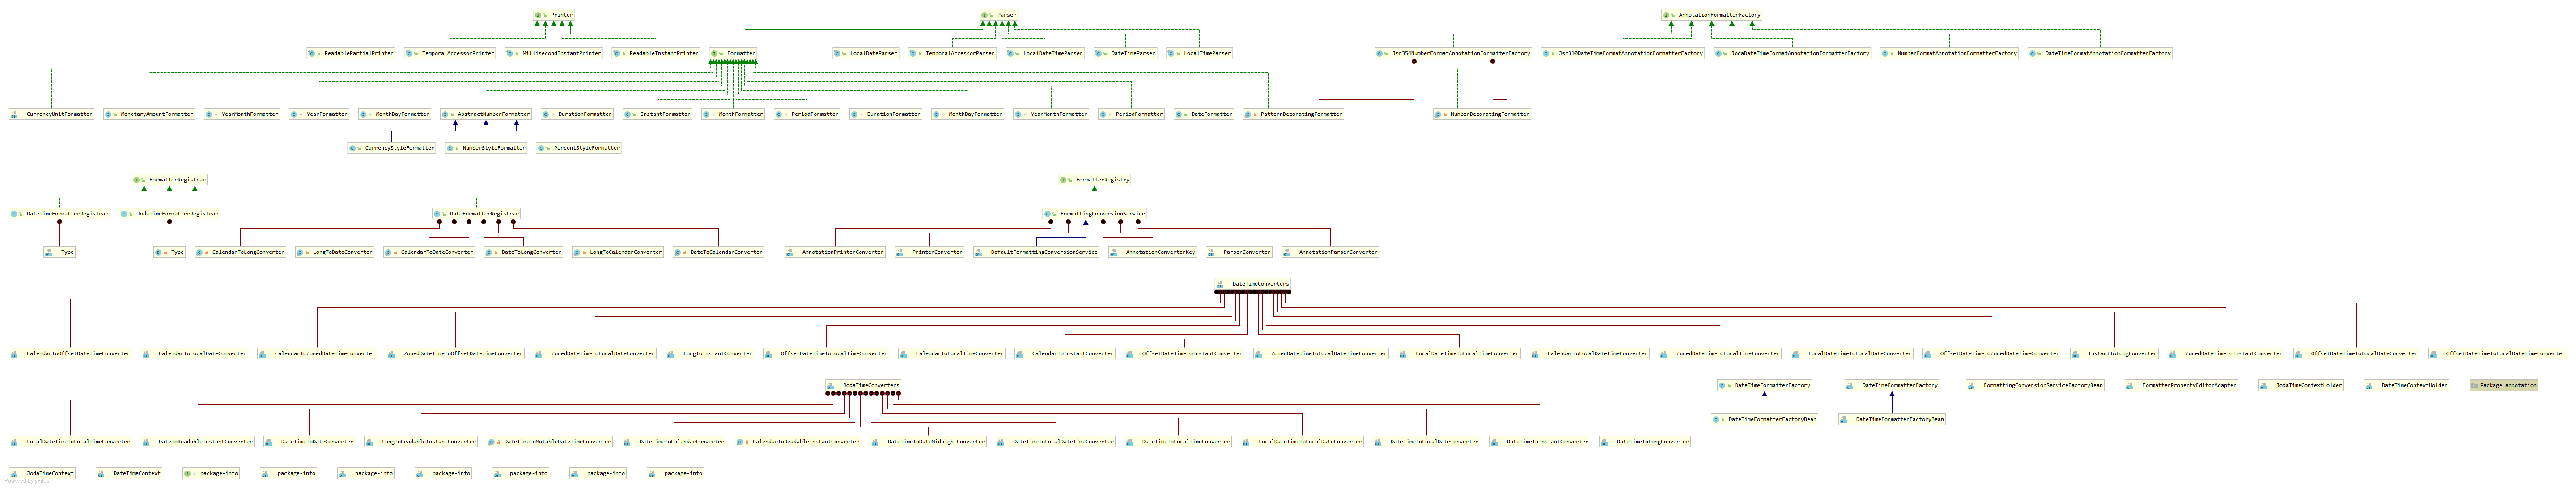 Printer
Parser
AnnotationFormatterFactory
ReadablePartialPrinter
TemporalAccessorPrinter
MillisecondInstantPrinter
ReadableInstantPrinter
Formatter
LocalDateParser
TemporalAccessorParser
LocalDateTimeParser
DateTimeParser
LocalTimeParser
Jsr354NumberFormatAnnotationFormatterFactory
Jsr310DateTimeFormatAnnotationFormatterFactory
JodaDateTimeFormatAnnotationFormatterFactory
NumberFormatAnnotationFormatterFactory
DateTimeFormatAnnotationFormatterFactory
CurrencyUnitFormatter
MonetaryAmountFormatter
YearMonthFormatter
YearFormatter
MonthDayFormatter
AbstractNumberFormatter
DurationFormatter
InstantFormatter
MonthFormatter
PeriodFormatter
DurationFormatter
MonthDayFormatter
YearMonthFormatter
PeriodFormatter
DateFormatter
PatternDecoratingFormatter
NumberDecoratingFormatter
CurrencyStyleFormatter
NumberStyleFormatter
PercentStyleFormatter
FormatterRegistrar
FormatterRegistry
DateTimeFormatterRegistrar
JodaTimeFormatterRegistrar
DateFormatterRegistrar
FormattingConversionService
Type
Type
CalendarToLongConverter
LongToDateConverter
CalendarToDateConverter
DateToLongConverter
LongToCalendarConverter
DateToCalendarConverter
AnnotationPrinterConverter
PrinterConverter
DefaultFormattingConversionService
AnnotationConverterKey
ParserConverter
AnnotationParserConverter
DateTimeConverters
CalendarToOffsetDateTimeConverter
CalendarToLocalDateConverter
CalendarToZonedDateTimeConverter
ZonedDateTimeToOffsetDateTimeConverter
ZonedDateTimeToLocalDateConverter
LongToInstantConverter
OffsetDateTimeToLocalTimeConverter
CalendarToLocalTimeConverter
CalendarToInstantConverter
OffsetDateTimeToInstantConverter
ZonedDateTimeToLocalDateTimeConverter
LocalDateTimeToLocalTimeConverter
CalendarToLocalDateTimeConverter
ZonedDateTimeToLocalTimeConverter
LocalDateTimeToLocalDateConverter
OffsetDateTimeToZonedDateTimeConverter
InstantToLongConverter
ZonedDateTimeToInstantConverter
OffsetDateTimeToLocalDateConverter
OffsetDateTimeToLocalDateTimeConverter
JodaTimeConverters
DateTimeFormatterFactory
DateTimeFormatterFactory
FormattingConversionServiceFactoryBean
FormatterPropertyEditorAdapter
JodaTimeContextHolder
DateTimeContextHolder
Package annotation
DateTimeFormatterFactoryBean
DateTimeFormatterFactoryBean
LocalDateTimeToLocalTimeConverter
DateToReadableInstantConverter
DateTimeToDateConverter
LongToReadableInstantConverter
DateTimeToMutableDateTimeConverter
DateTimeToCalendarConverter
CalendarToReadableInstantConverter
DateTimeToDateMidnightConverter
DateTimeToLocalDateTimeConverter
DateTimeToLocalTimeConverter
LocalDateTimeToLocalDateConverter
DateTimeToLocalDateConverter
DateTimeToInstantConverter
DateTimeToLongConverter
JodaTimeContext
DateTimeContext
package-info
package-info
package-info
package-info
package-info
package-info
package-info
Powered by yFiles